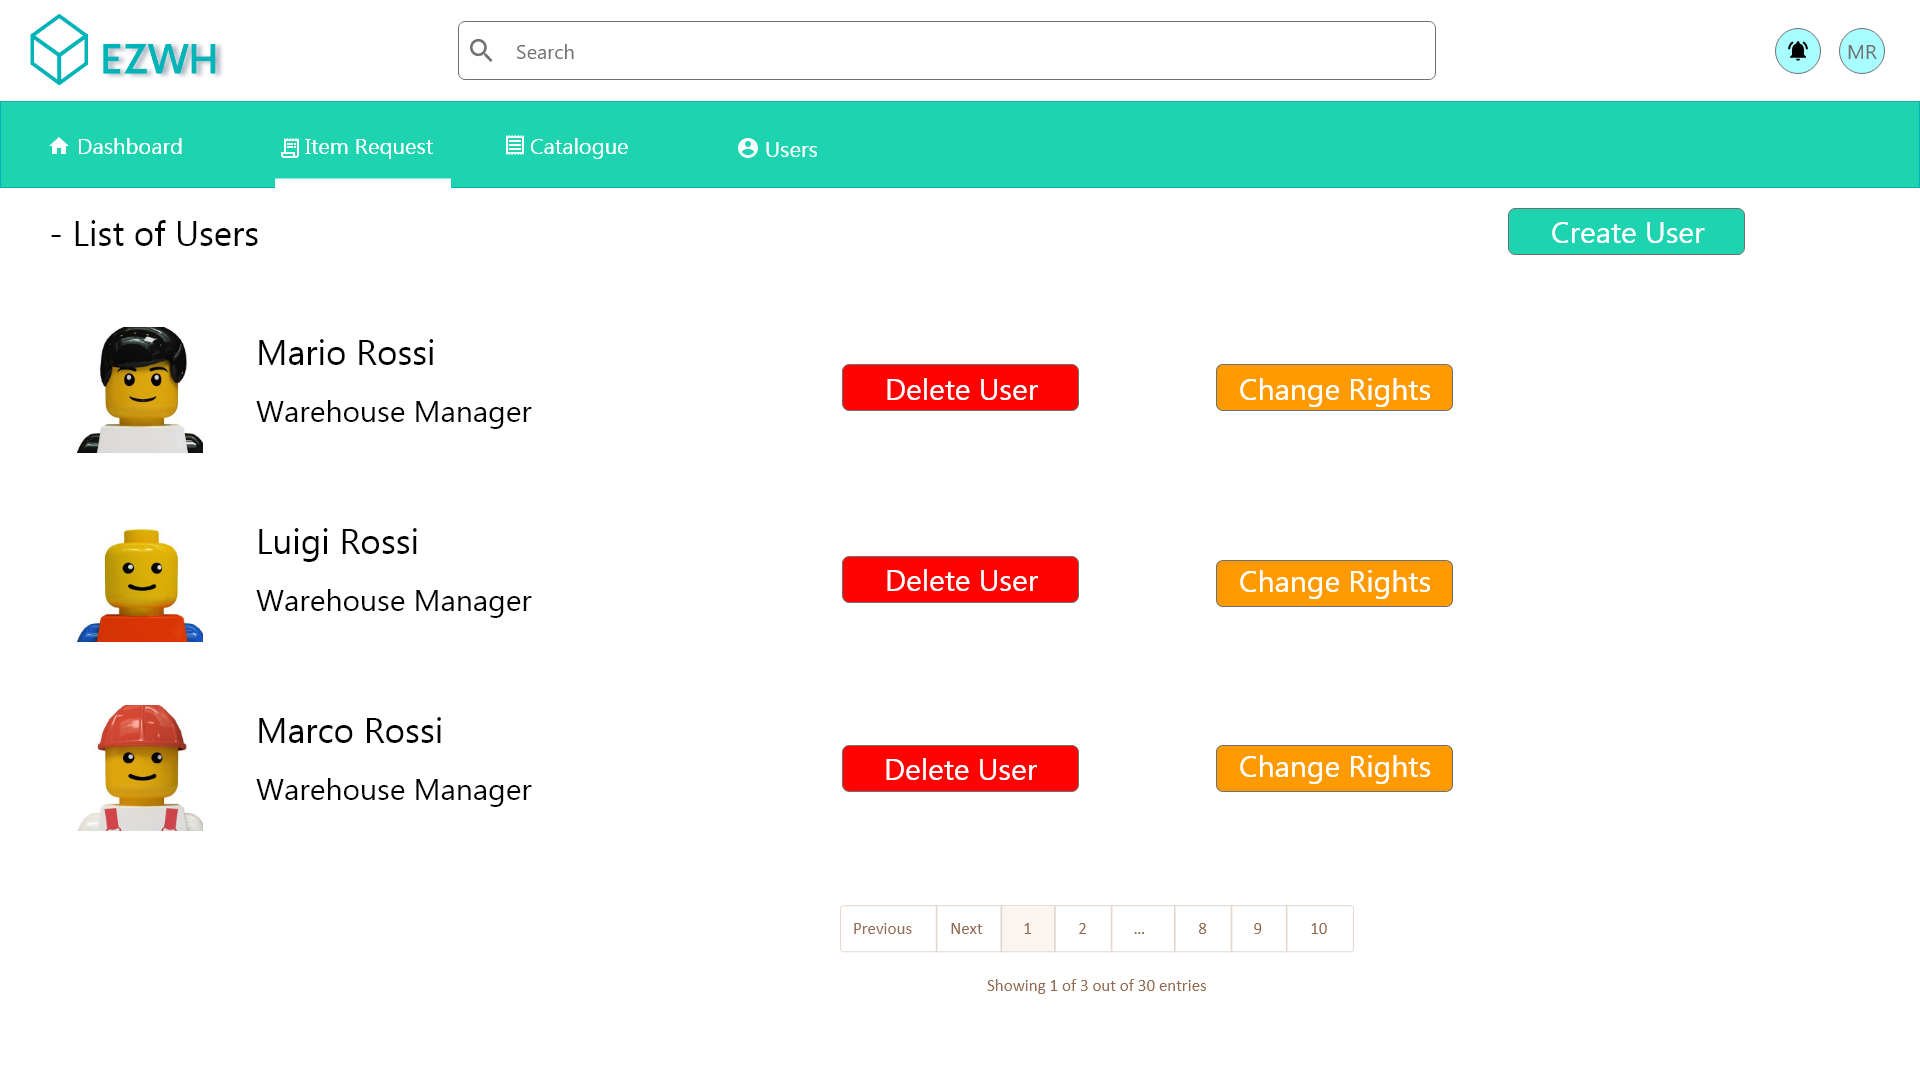 EZWH
Search
MR
Dashboard
Item Request
Catalogue
Users
- List of Users
Create User
Mario Rossi
Warehouse Manager
Delete User
Change Rights
Luigi Rossi
Warehouse Manager
Delete User
Change Rights
Marco Rossi
Warehouse Manager
Delete User
Change Rights
Previous Next 1 2 ... 8 9 10
Showing 1 of 3 out of 30 entries